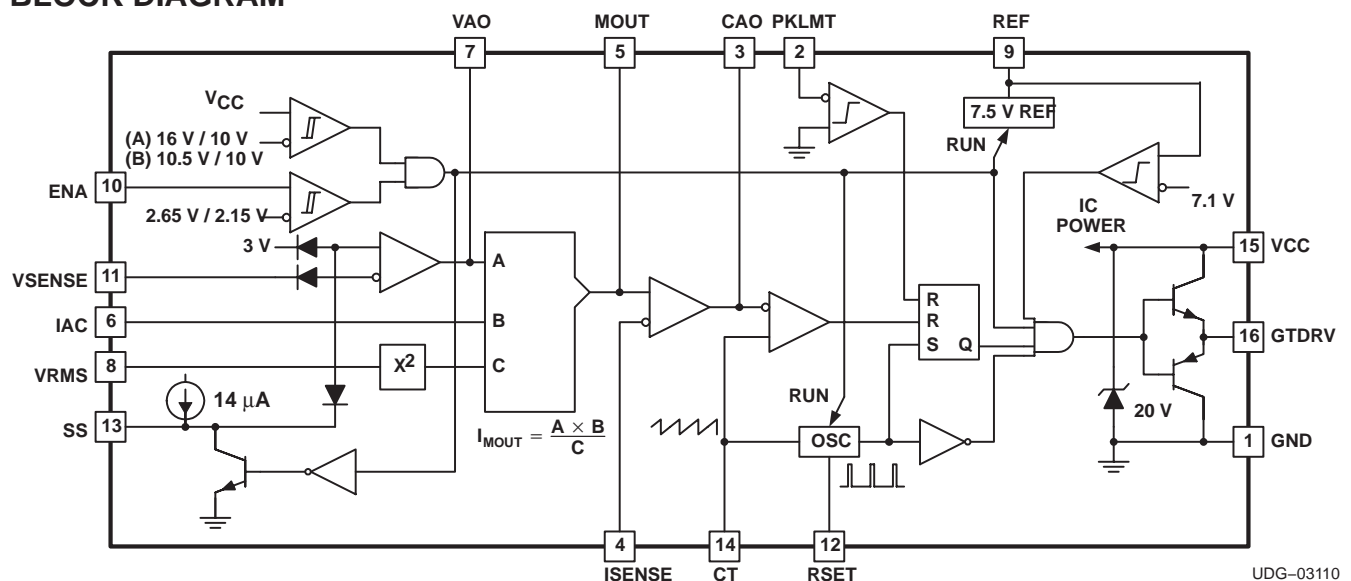 BLOCK DIAGRAM
VAO
MOUT
CAO
PKLMT
REF
7
5
3
2
9
VCC
(A) 16 V / 10 V
(B) 10.5 V / 10 V
7.5 V REF
RUN
ENA
10
2.65 V / 2.15 V
7.1 V
IC
POWER
3 V
15
VCC
VSENSE
11
A
IAC
6
B
R
R
S
Q
16
GTDRV
VRMS
8
X2
C
14 μA
RUN
20 V
SS
13
IMOUT = A × B
C
OSC
1
GND
4
14
12
ISENSE
CT
RSET
UDG–03110